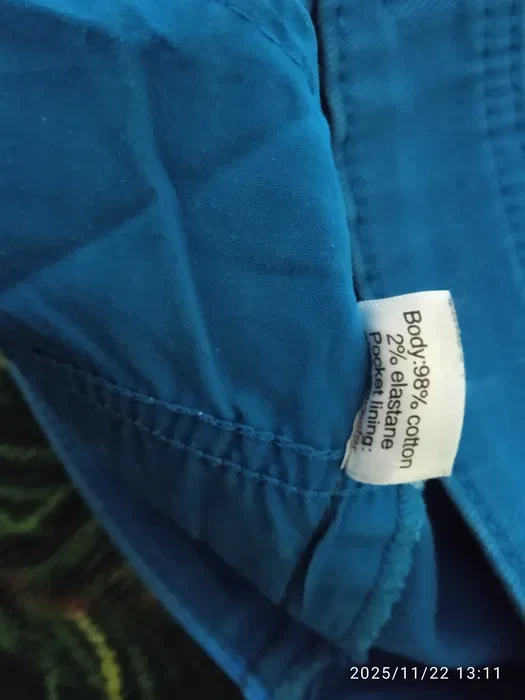 Body:98% cotton
2% elastane
Pocket lining:
2025/11/22 13:11